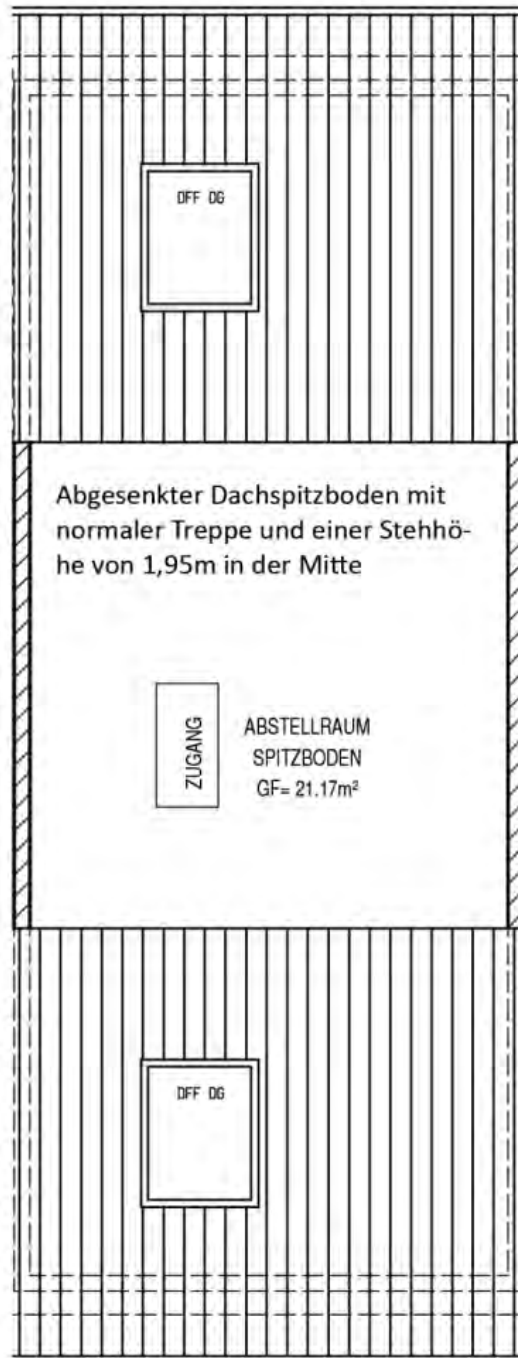 DFF DG
Abgesenkter Dachspitzboden mit
normaler Treppe und einer Stehhö-
he von 1,95m in der Mitte
ZUGANG
ABSTELLRAUM
SPITZBODEN
GF= 21.17m²
DFF DG